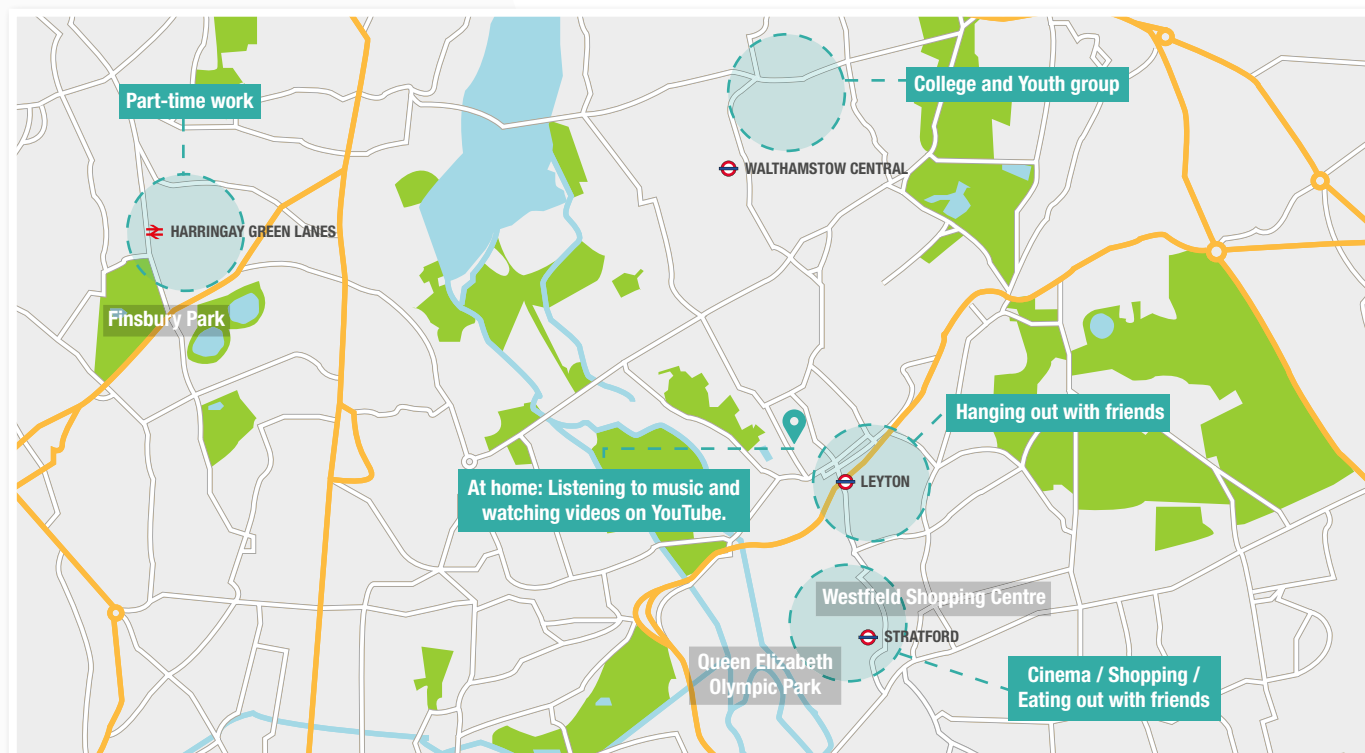 Part-time work
College and Youth group
WALTHAMSTOW CENTRAL
HARRINGAY GREEN LANES
Finsbury Park
Hanging out with friends
At home: Listening to music and
watching videos on YouTube.
LEYTON
Westfield Shopping Centre
STRATFORD
Queen Elizabeth
Olympic Park
Cinema / Shopping /
Eating out with friends